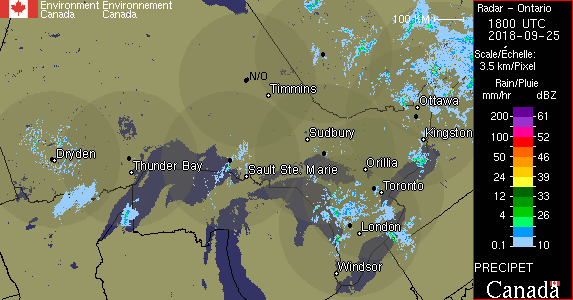 Environment Environnement
Canada Canada
100 KM
N/O
Timmins
Ottawa
Sudbury
Kingston
Dryden
Thunder Bay
Sault Ste. Marie
Orillia
Toronto
London
Windsor
Radar - Ontario
1800 UTC
2018-09-25
Scale/Échelle:
3.5 km/Pixel
Rain/Pluie
mm/hr dBZ
200 61
100 52
50 46
24 39
12 33
4 26
0.1 10
PRECIPET
Canada